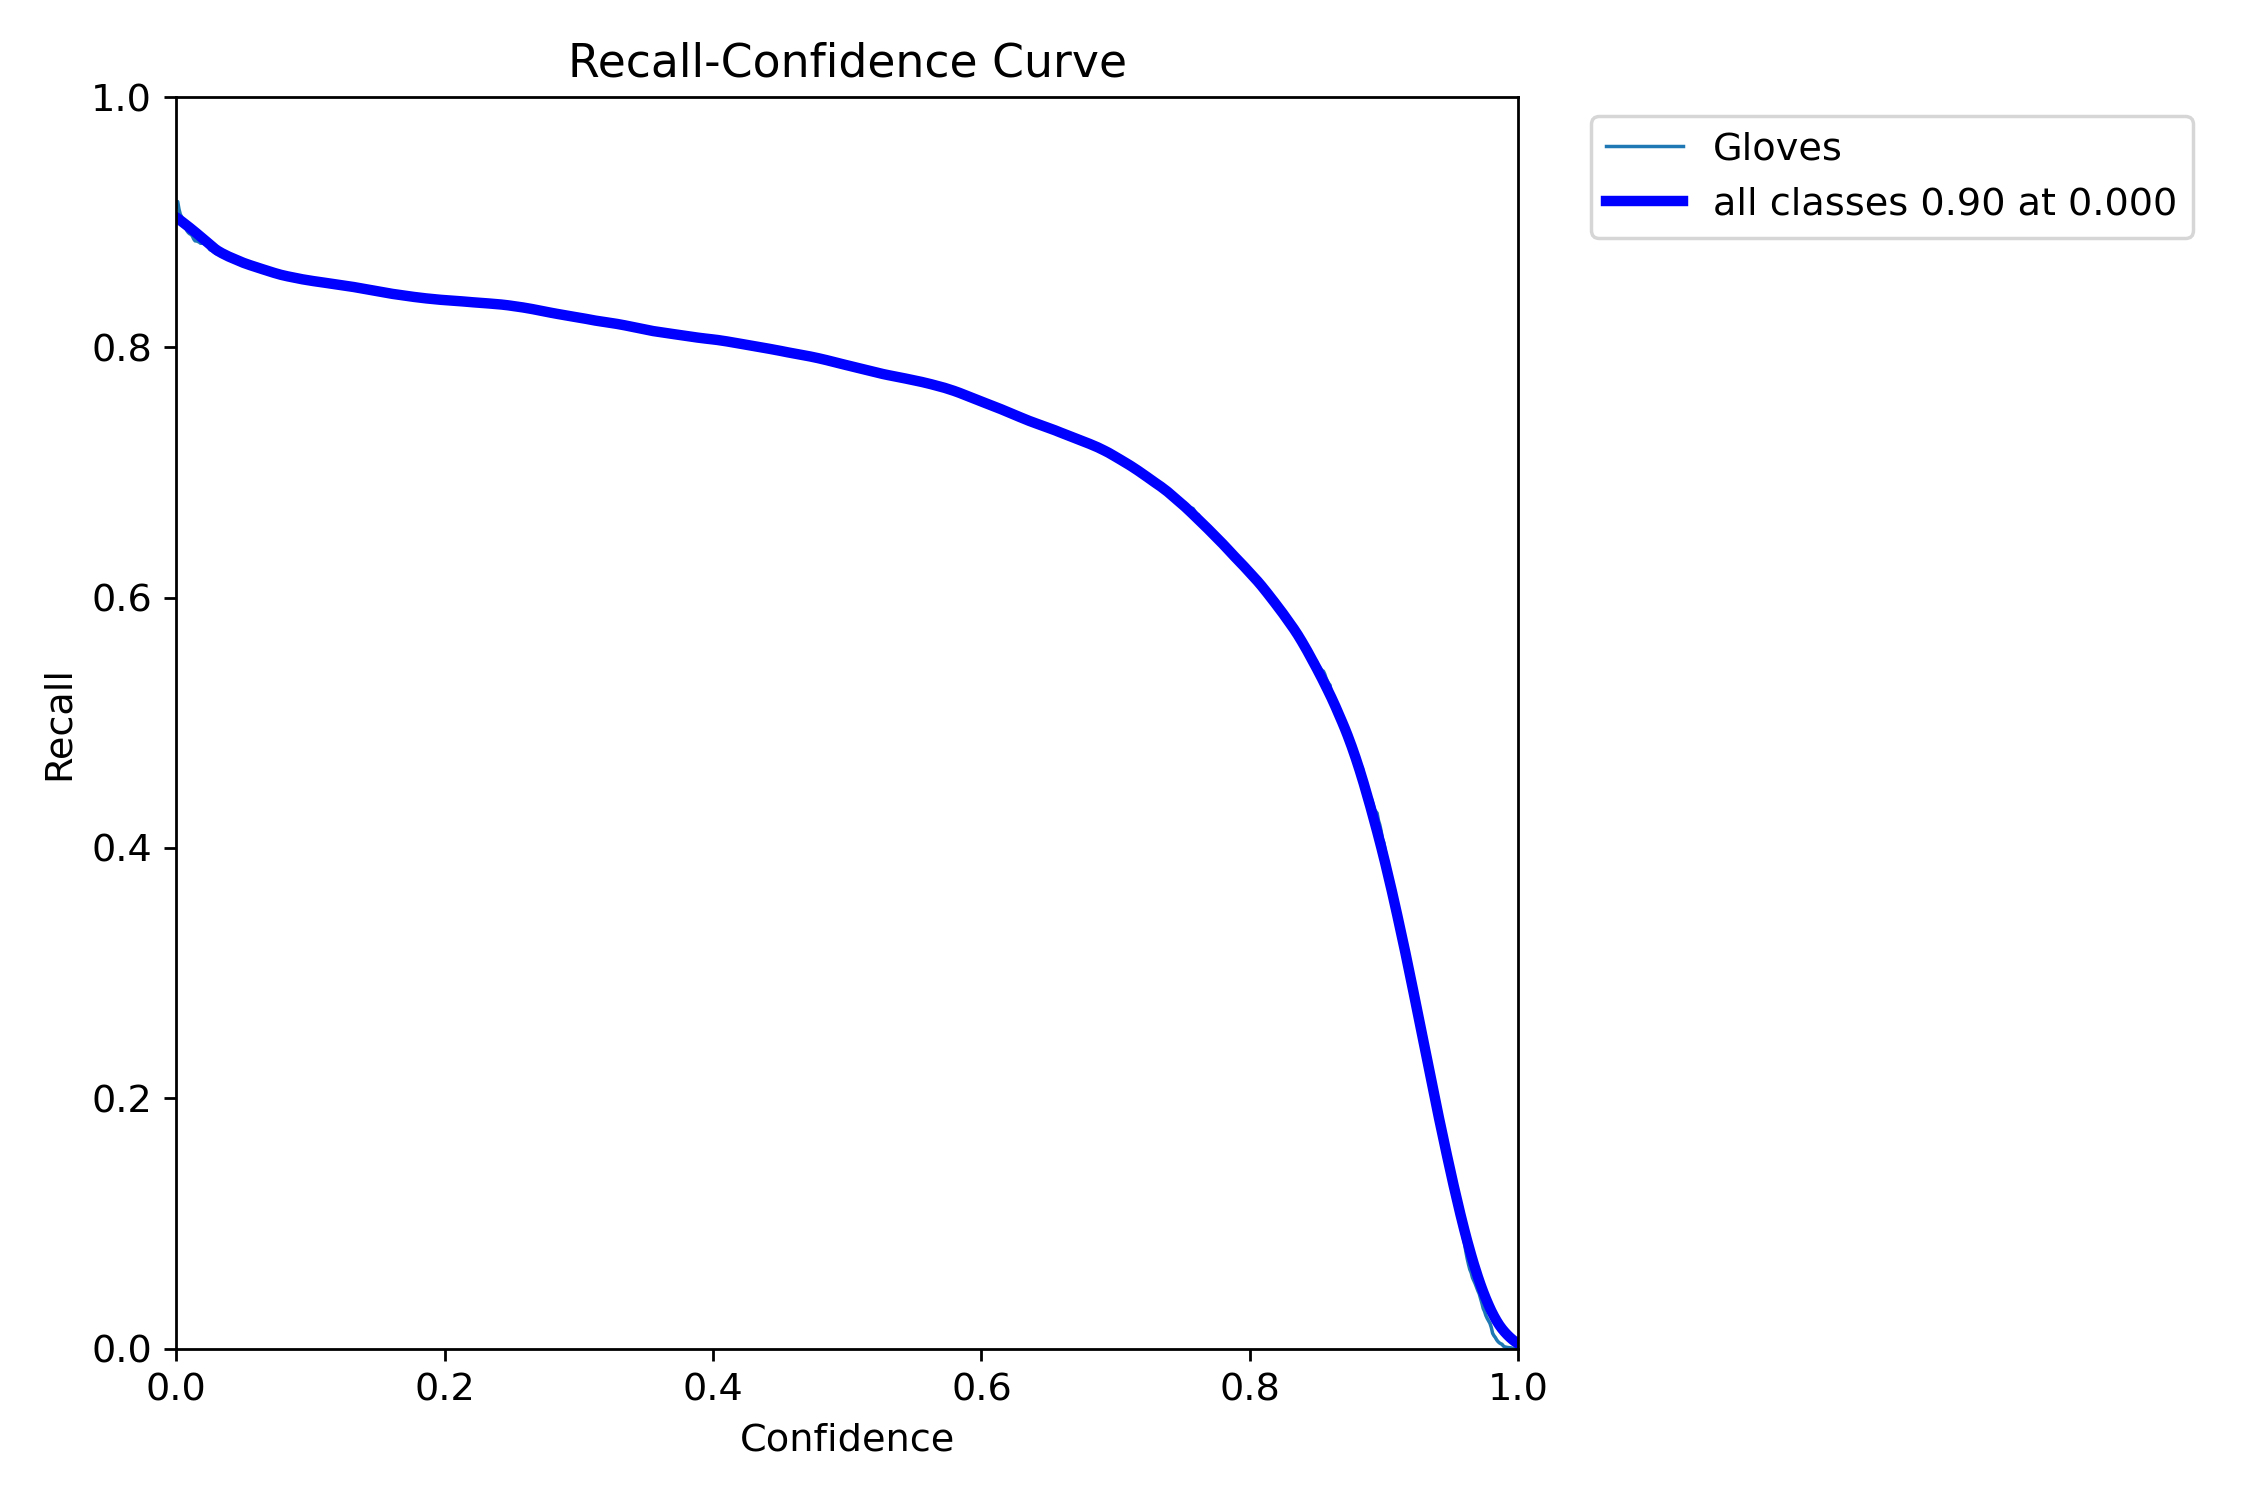 Recall-Confidence Curve
1.0
0.8
0.6
0.4
0.2
0.0
Recall
0.0 0.2 0.4 0.6 0.8 1.0
Confidence
Gloves
all classes 0.90 at 0.000